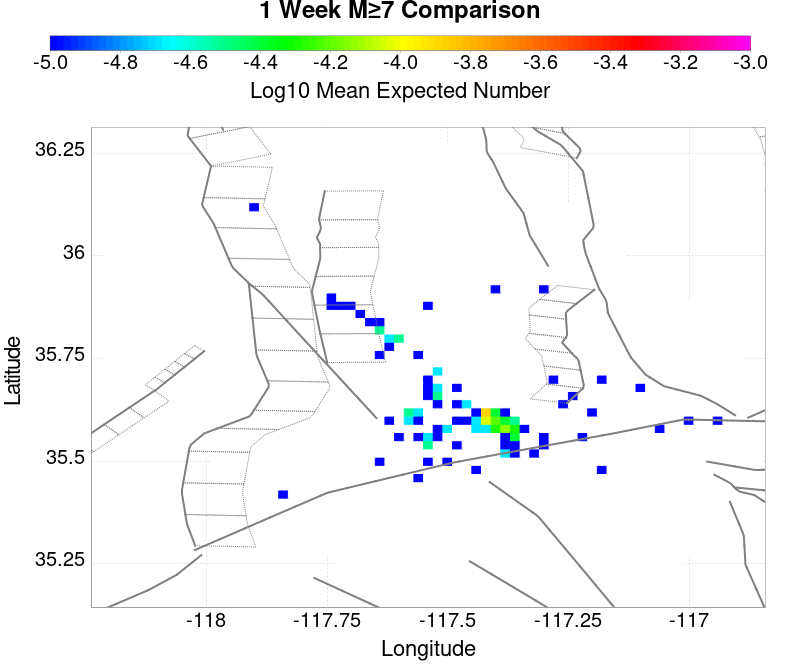 1 Week M≥7 Comparison
-5.0 -4.8 -4.6 -4.4 -4.2 -4.0 -3.8 -3.6 -3.4 -3.2 -3.0
Log10 Mean Expected Number
36.25
36
35.75
35.5
35.25
Latitude
-118 -117.75 -117.5 -117.25 -117
Longitude